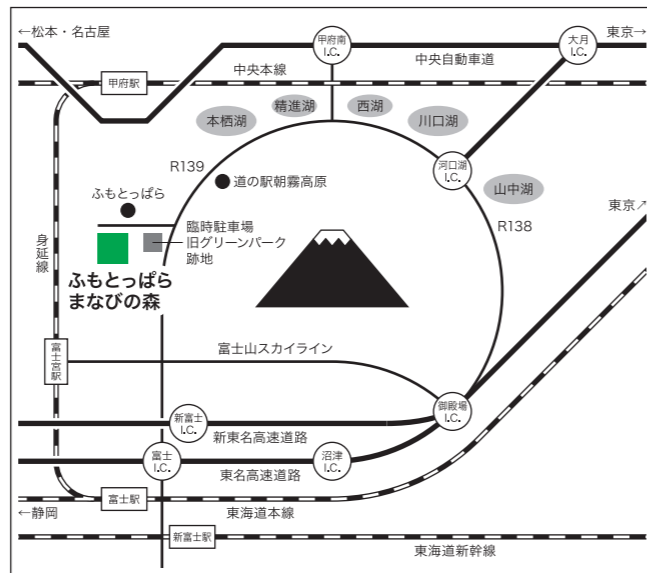 ←松本・名古屋
甲府南
I.C.
大月
I.C.
東京→
中央自動車道
甲府駅
中央本線
本栖湖
精進湖
西湖
川口湖
河口湖
I.C.
山中湖
R139
道の駅朝霧高原
ふもとっぱら
R138
東京↗
臨時駐車場
旧グリーンパーク
跡地
身延線
ふもとっぱら
まなびの森
富士山スカイライン
富士宮駅
御殿場
I.C.
新富士
I.C.
新東名高速道路
富士
I.C.
沼津
I.C.
東名高速道路
富士駅
←静岡
東海道本線
新富士駅
東海道新幹線